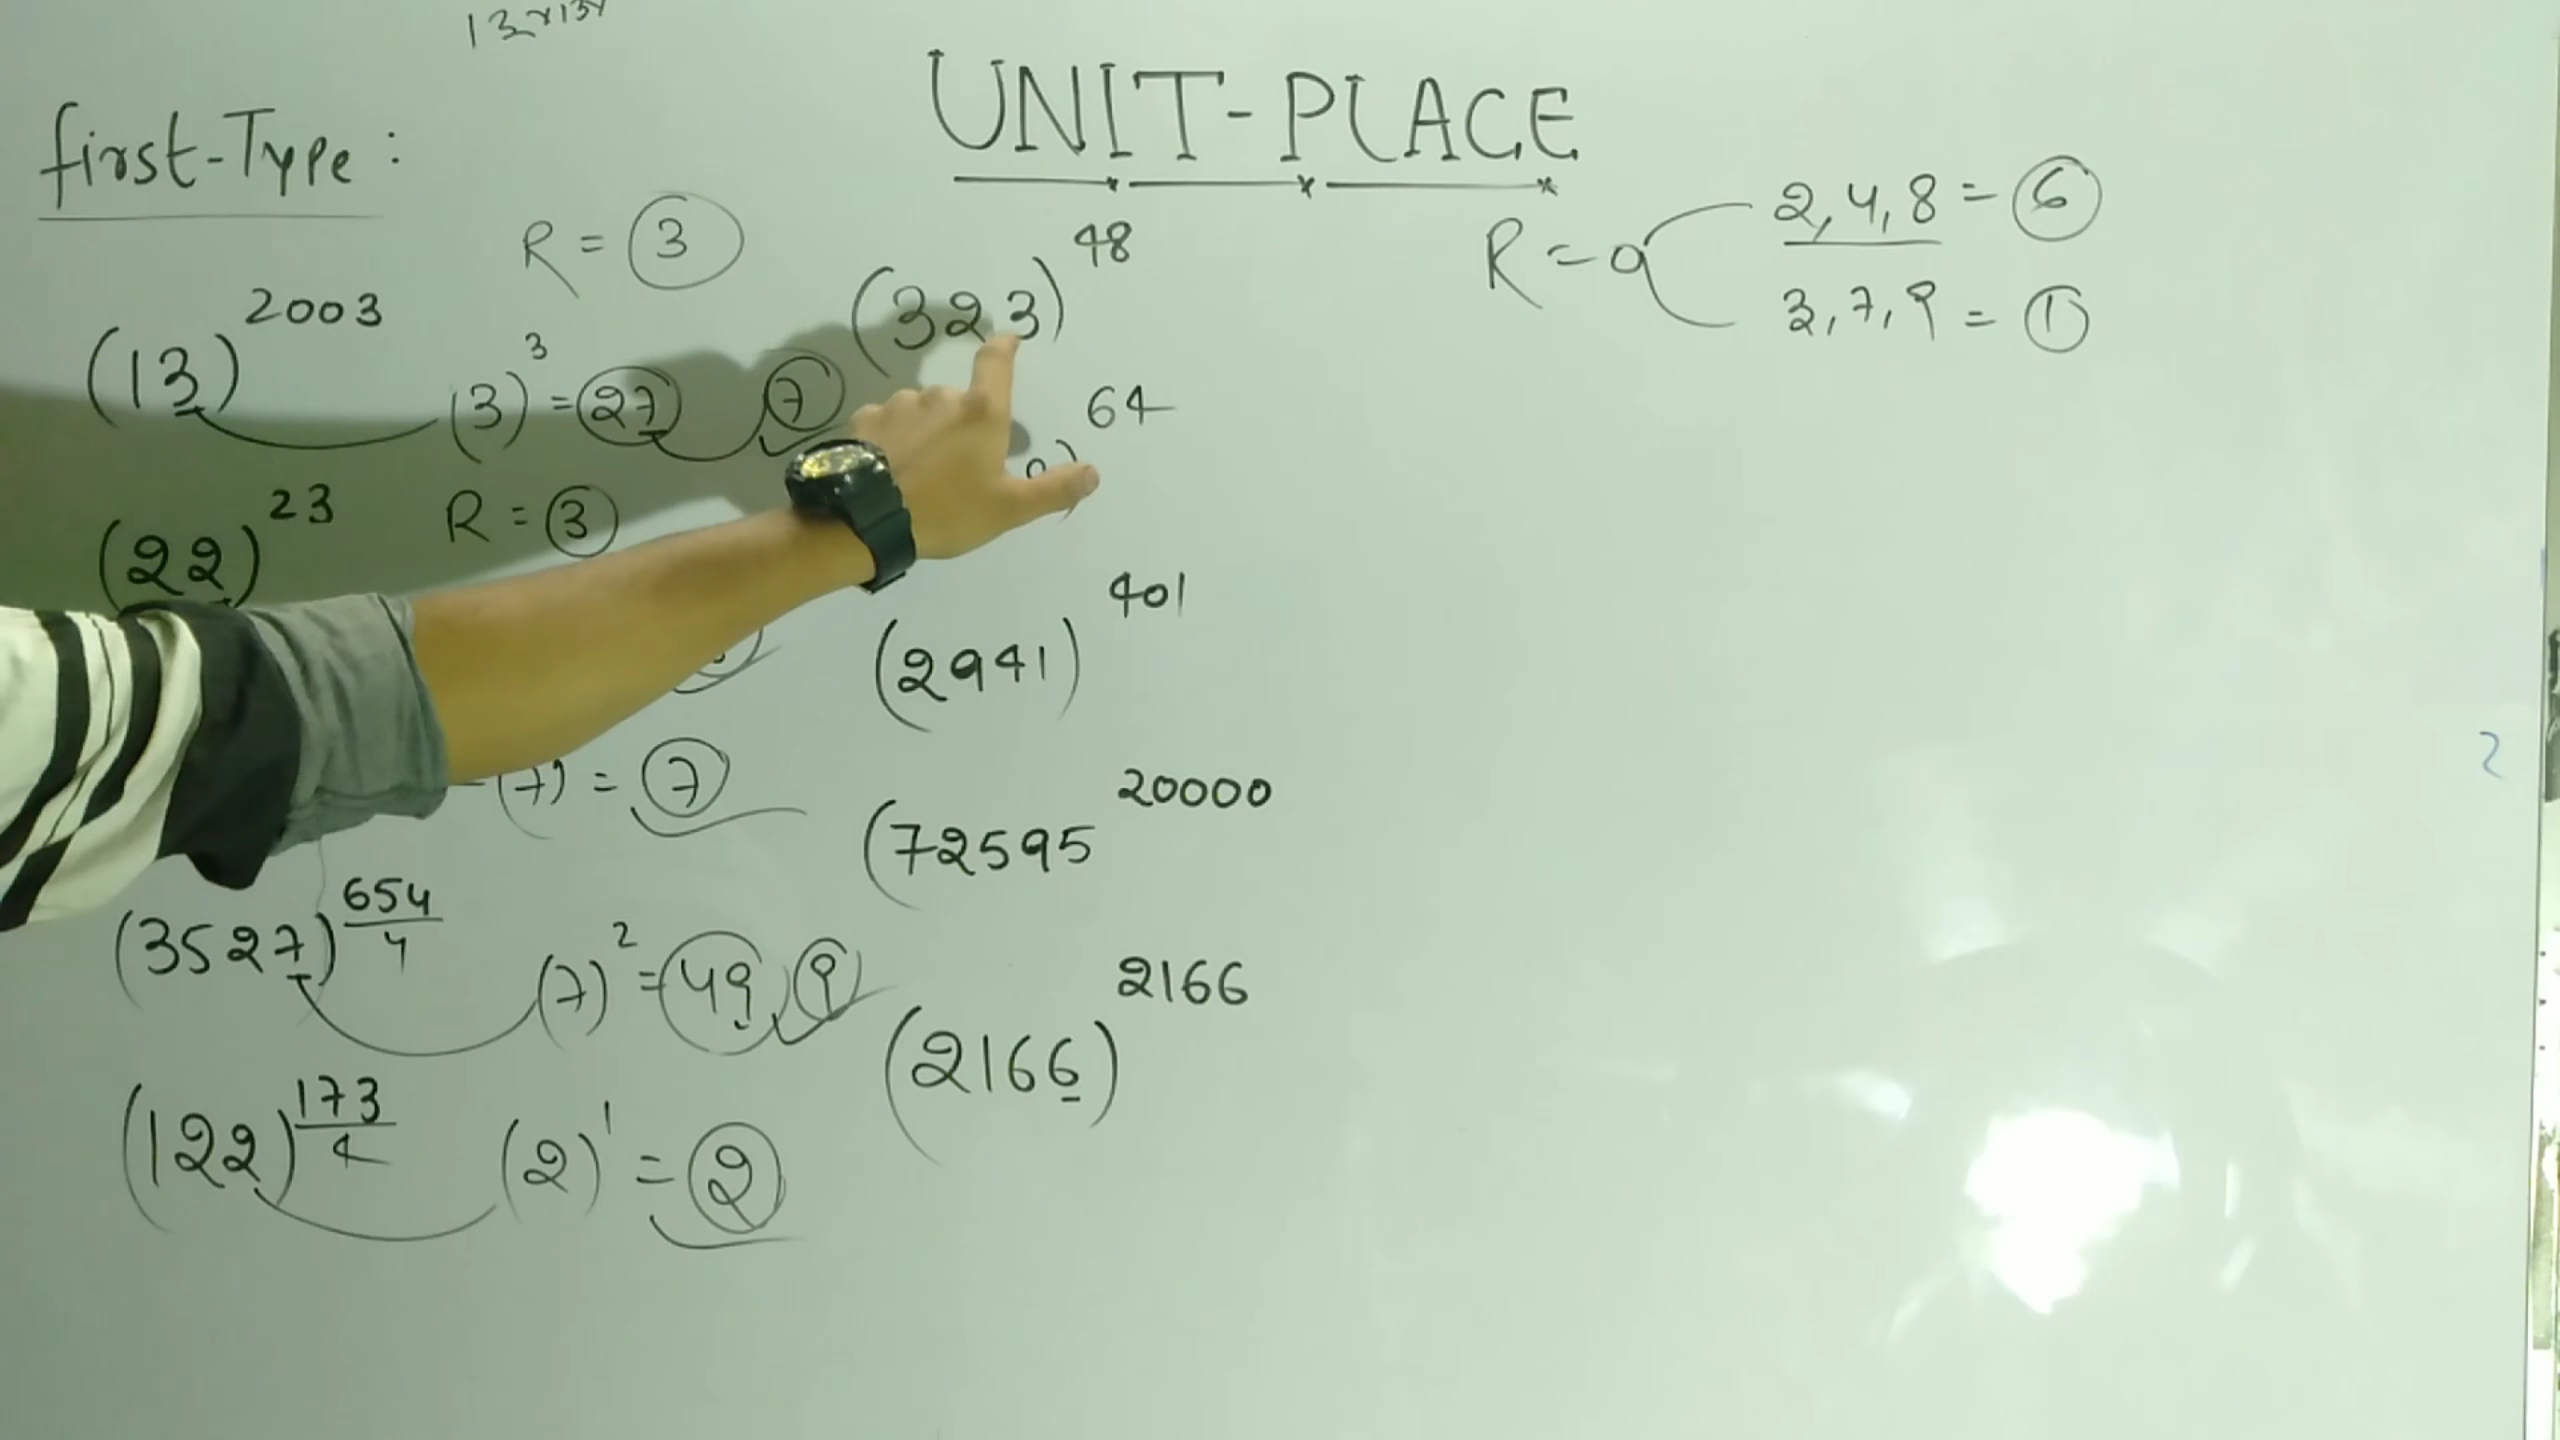 13x13x
UNIT-PLACE
first-Type:
R = 3
(13)^2003
(3)^3 = 27 7
(22)^23
R = 3
(7) = 7
(3527)^654/4
(7)^2 = 49 9
(122)^173/4
(2)^1 = 2
(323)^48
64
(2941)^401
(72595^20000
(2166)^2166
R = 0
2,4,8 = 6
3,7,9 = 1
2